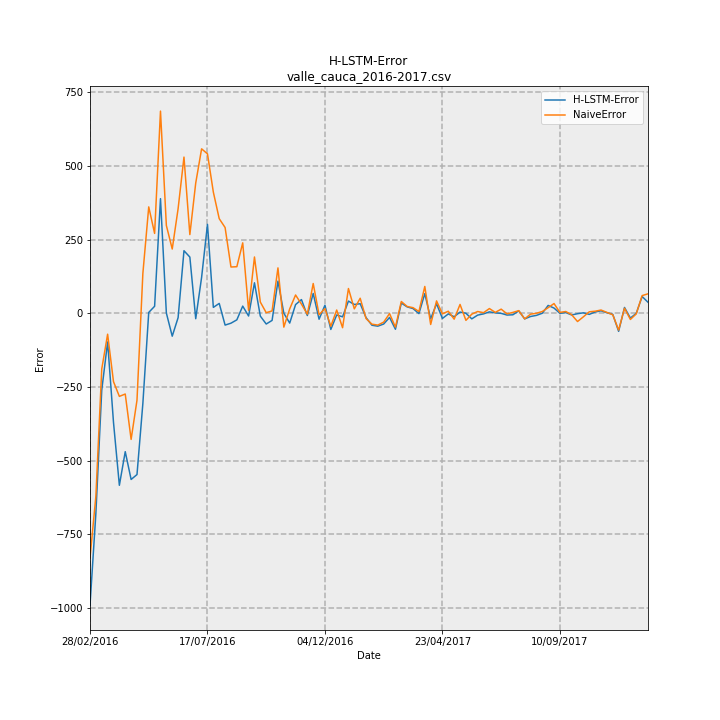 H-LSTM-Error
valle_cauca_2016-2017.csv
H-LSTM-Error
NaiveError
750
500
250
0
−250
−500
−750
−1000
Error
28/02/2016 17/07/2016 04/12/2016 23/04/2017 10/09/2017
Date